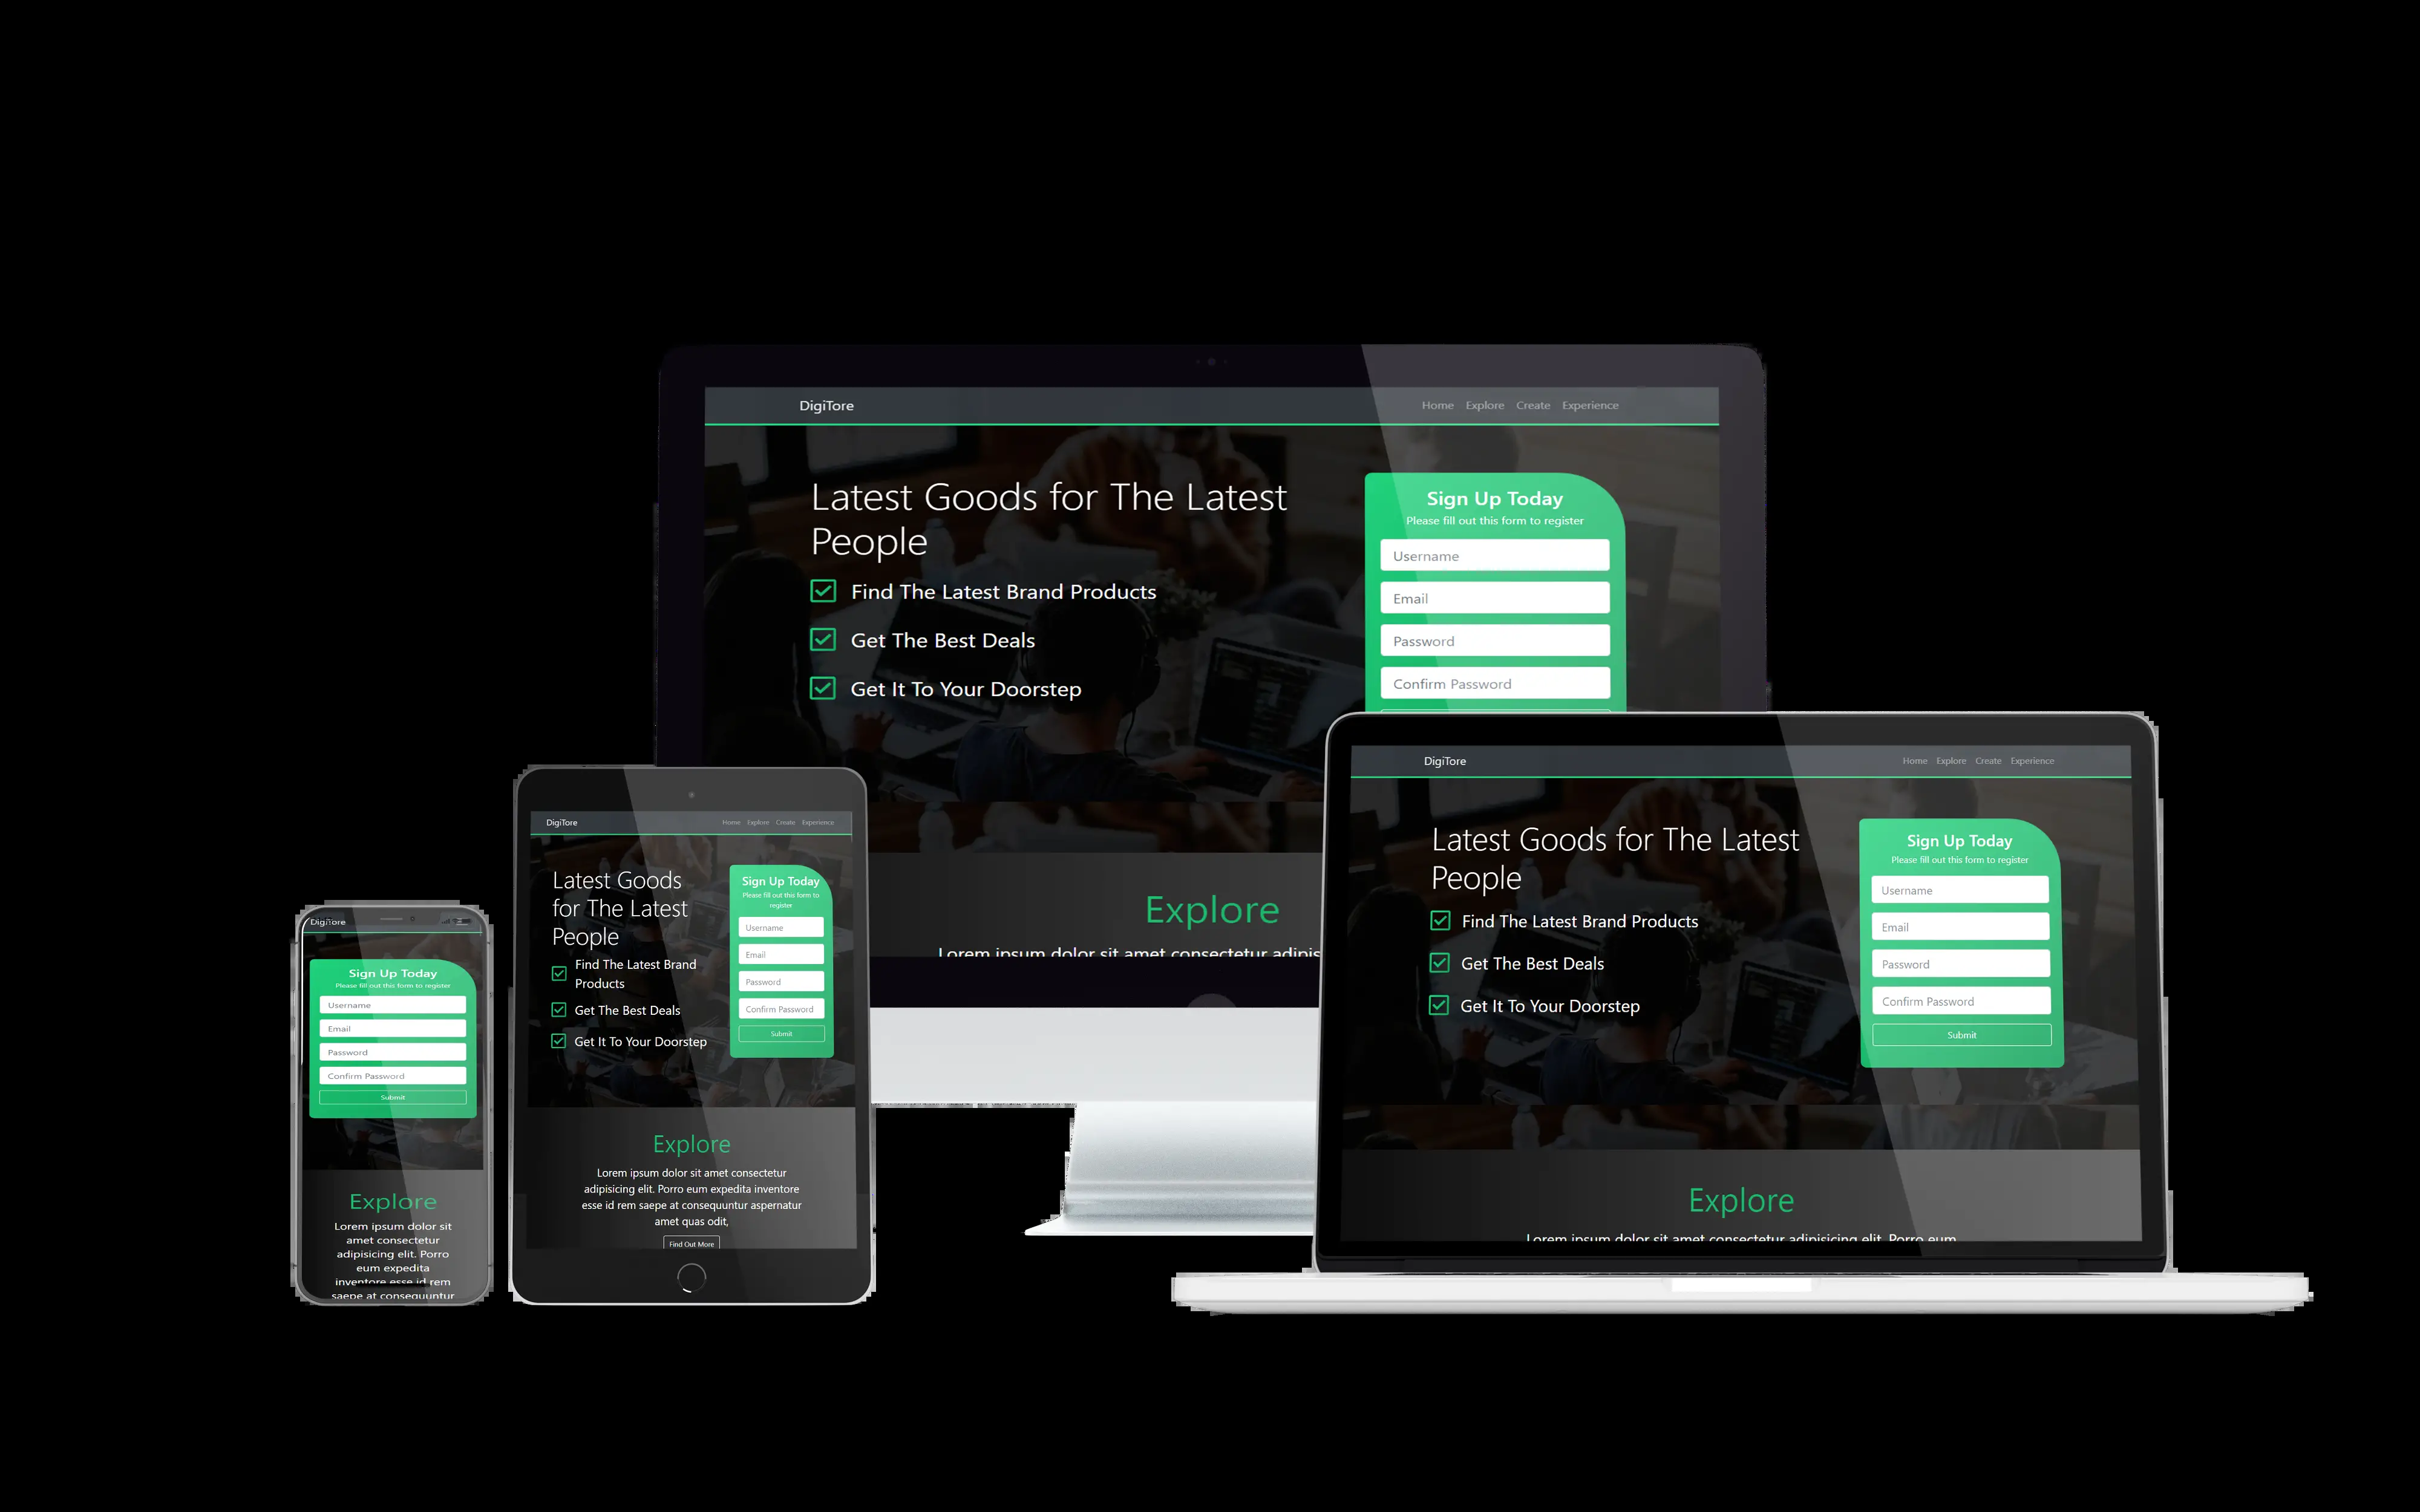 DigiTore
Home Explore Create Experience
Latest Goods for The Latest
People
Find The Latest Brand Products
Get The Best Deals
Get It To Your Doorstep
Sign Up Today
Please fill out this form to register
Username
Email
Password
Confirm Password
Explore
Lorem ipsum dolor sit amet consectetur adipis
DigiTore
Home Explore Create Experience
Latest Goods for The Latest
People
Find The Latest Brand Products
Get The Best Deals
Get It To Your Doorstep
Sign Up Today
Please fill out this form to register
Username
Email
Password
Confirm Password
Submit
Explore
Lorem ipsum dolor sit amet consectetur adipisicing elit. Porro eum
DigiTore
Home Explore Create Experience
Latest Goods
for The Latest
People
Find The Latest Brand
Products
Get The Best Deals
Get It To Your Doorstep
Sign Up Today
Please fill out this form to
register
Username
Email
Password
Confirm Password
Submit
Explore
Lorem ipsum dolor sit amet consectetur
adipisicing elit. Porro eum expedita inventore
esse id rem saepe at consequuntur aspernatur
amet quas odit,
Find Out More
DigiTore
Sign Up Today
Please fill out this form to register
Username
Email
Password
Confirm Password
Submit
Explore
Lorem ipsum dolor sit
amet consectetur
adipisicing elit. Porro
eum expedita
inventore esse id rem
saepe at consequuntur